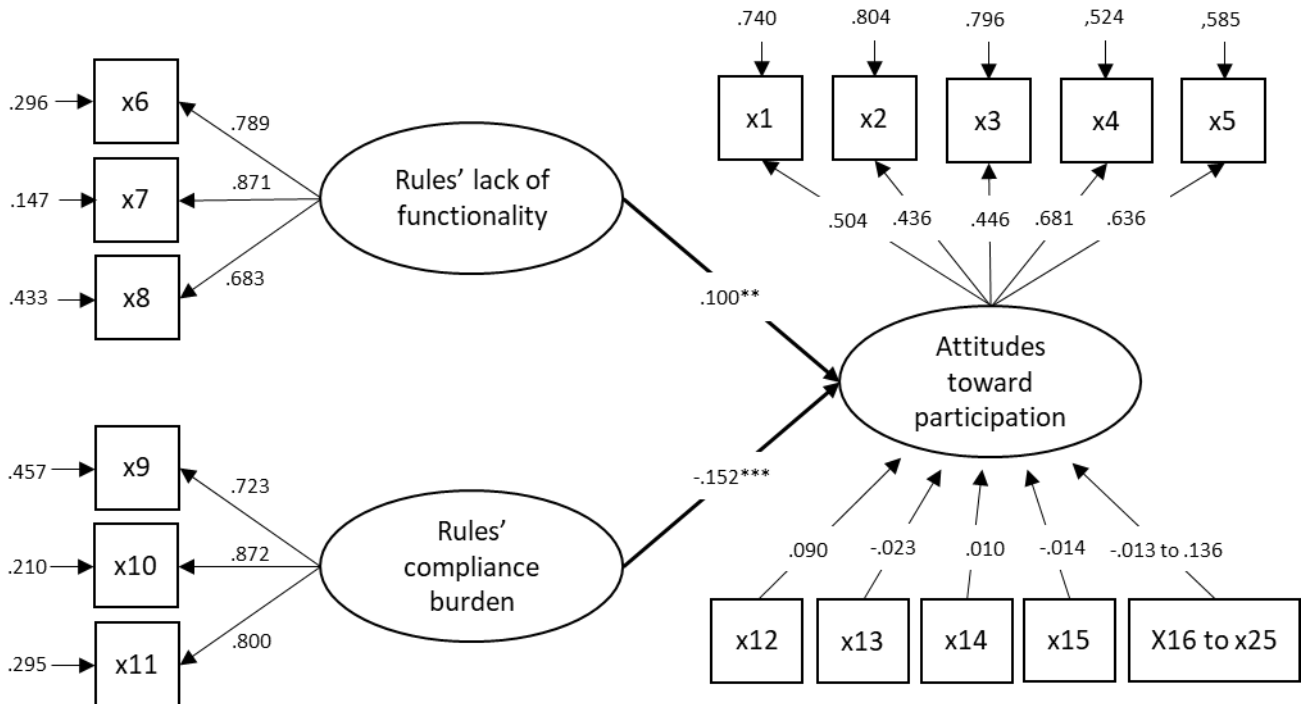 .740
.804
.796
,524
,585
x1
x2
x3
x4
x5
.504
.436
.446
.681
.636
.296
x6
.789
.147
x7
.871
.433
x8
.683
Rules' lack of
functionality
.100**
Attitudes
toward
participation
-.152***
.457
x9
.723
.210
x10
.872
.295
x11
.800
Rules'
compliance
burden
.090
-.023
.010
-.014
-.013 to .136
x12
x13
x14
x15
X16 to x25